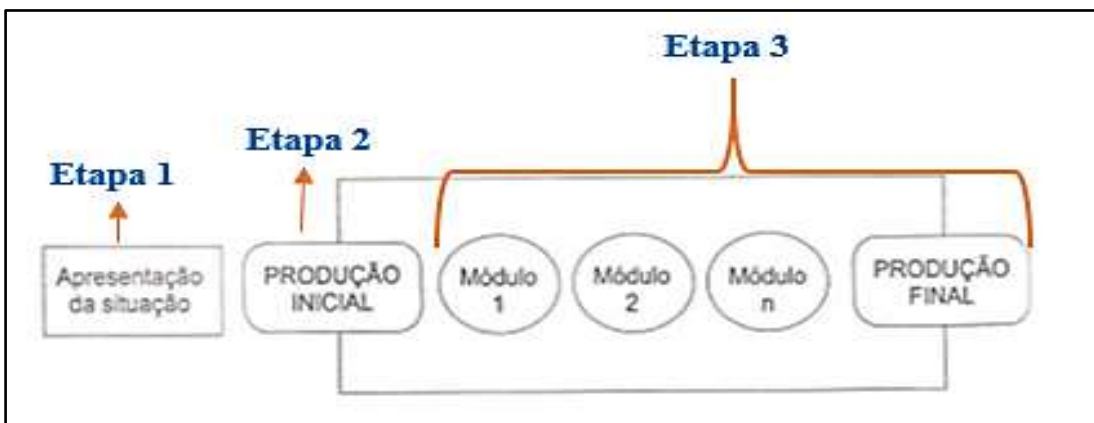 Etapa 3
Etapa 2
Etapa 1
Apresentação
da situação
PRODUÇÃO
INICIAL
Módulo
1
Módulo
2
Módulo
n
PRODUÇÃO
FINAL